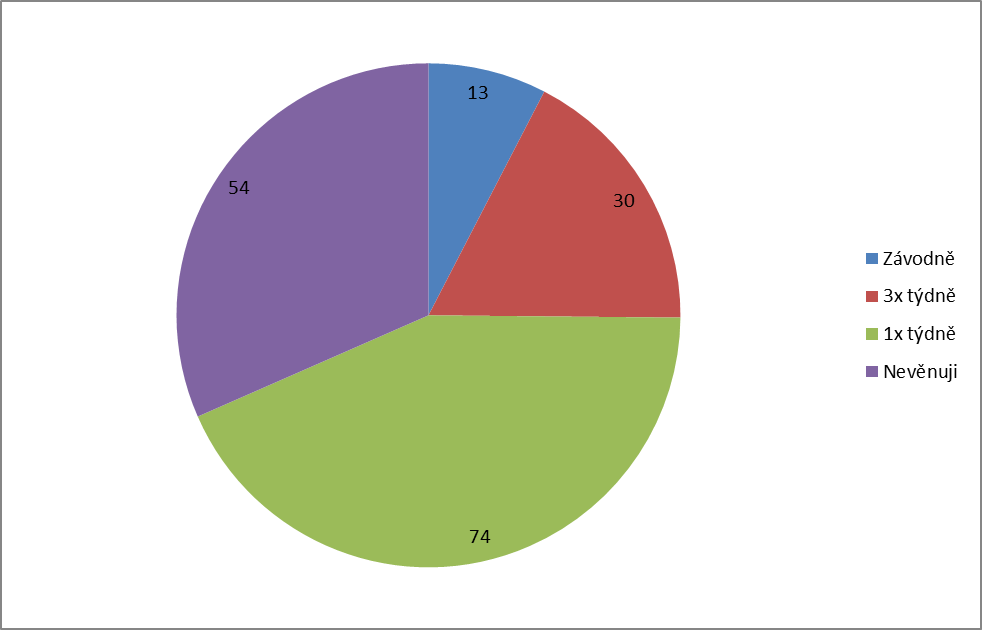 13
30
54
74
Závodně
3x týdně
1x týdně
Nevěnuji